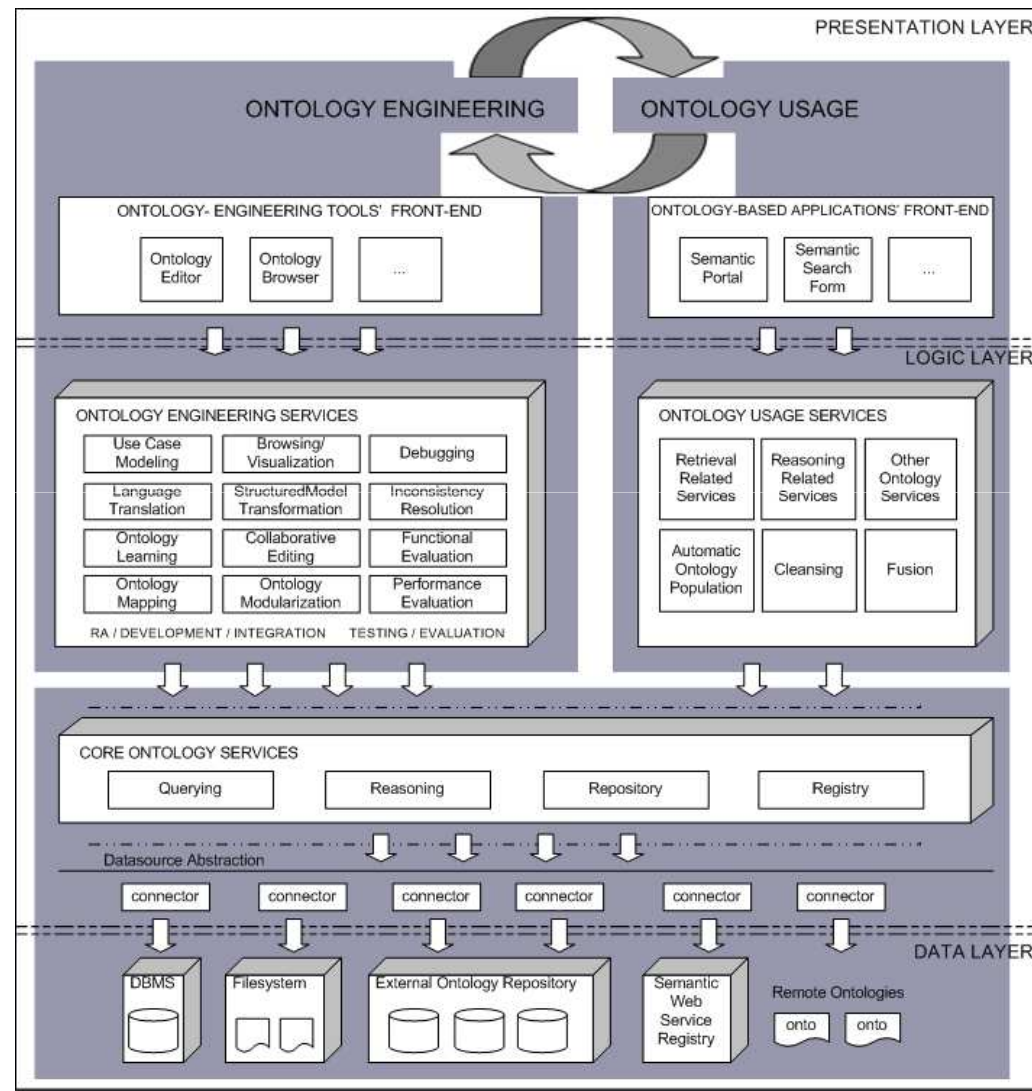 PRESENTATION LAYER
ONTOLOGY ENGINEERING
ONTOLOGY USAGE
ONTOLOGY- ENGINEERING TOOLS' FRONT-END
Ontology
Editor
Ontology
Browser
...
ONTOLOGY-BASED APPLICATIONS' FRONT-END
Semantic
Portal
Semantic
Search
Form
...
LOGIC LAYER
ONTOLOGY ENGINEERING SERVICES
Use Case
Modeling
Browsing/
Visualization
Debugging
Language
Translation
StructuredModel
Transformation
Inconsistency
Resolution
Ontology
Learning
Collaborative
Editing
Functional
Evaluation
Ontology
Mapping
Ontology
Modularization
Performance
Evaluation
RA / DEVELOPMENT / INTEGRATION
TESTING / EVALUATION
ONTOLOGY USAGE SERVICES
Retrieval
Related
Services
Reasoning
Related
Services
Other
Ontology
Services
Automatic
Ontology
Population
Cleansing
Fusion
CORE ONTOLOGY SERVICES
Querying
Reasoning
Repository
Registry
Datasource Abstraction
connector
connector
connector
connector
connector
connector
DATA LAYER
DBMS
Filesystem
External Ontology Repository
Semantic
Web
Service
Registry
Remote Ontologies
onto
onto